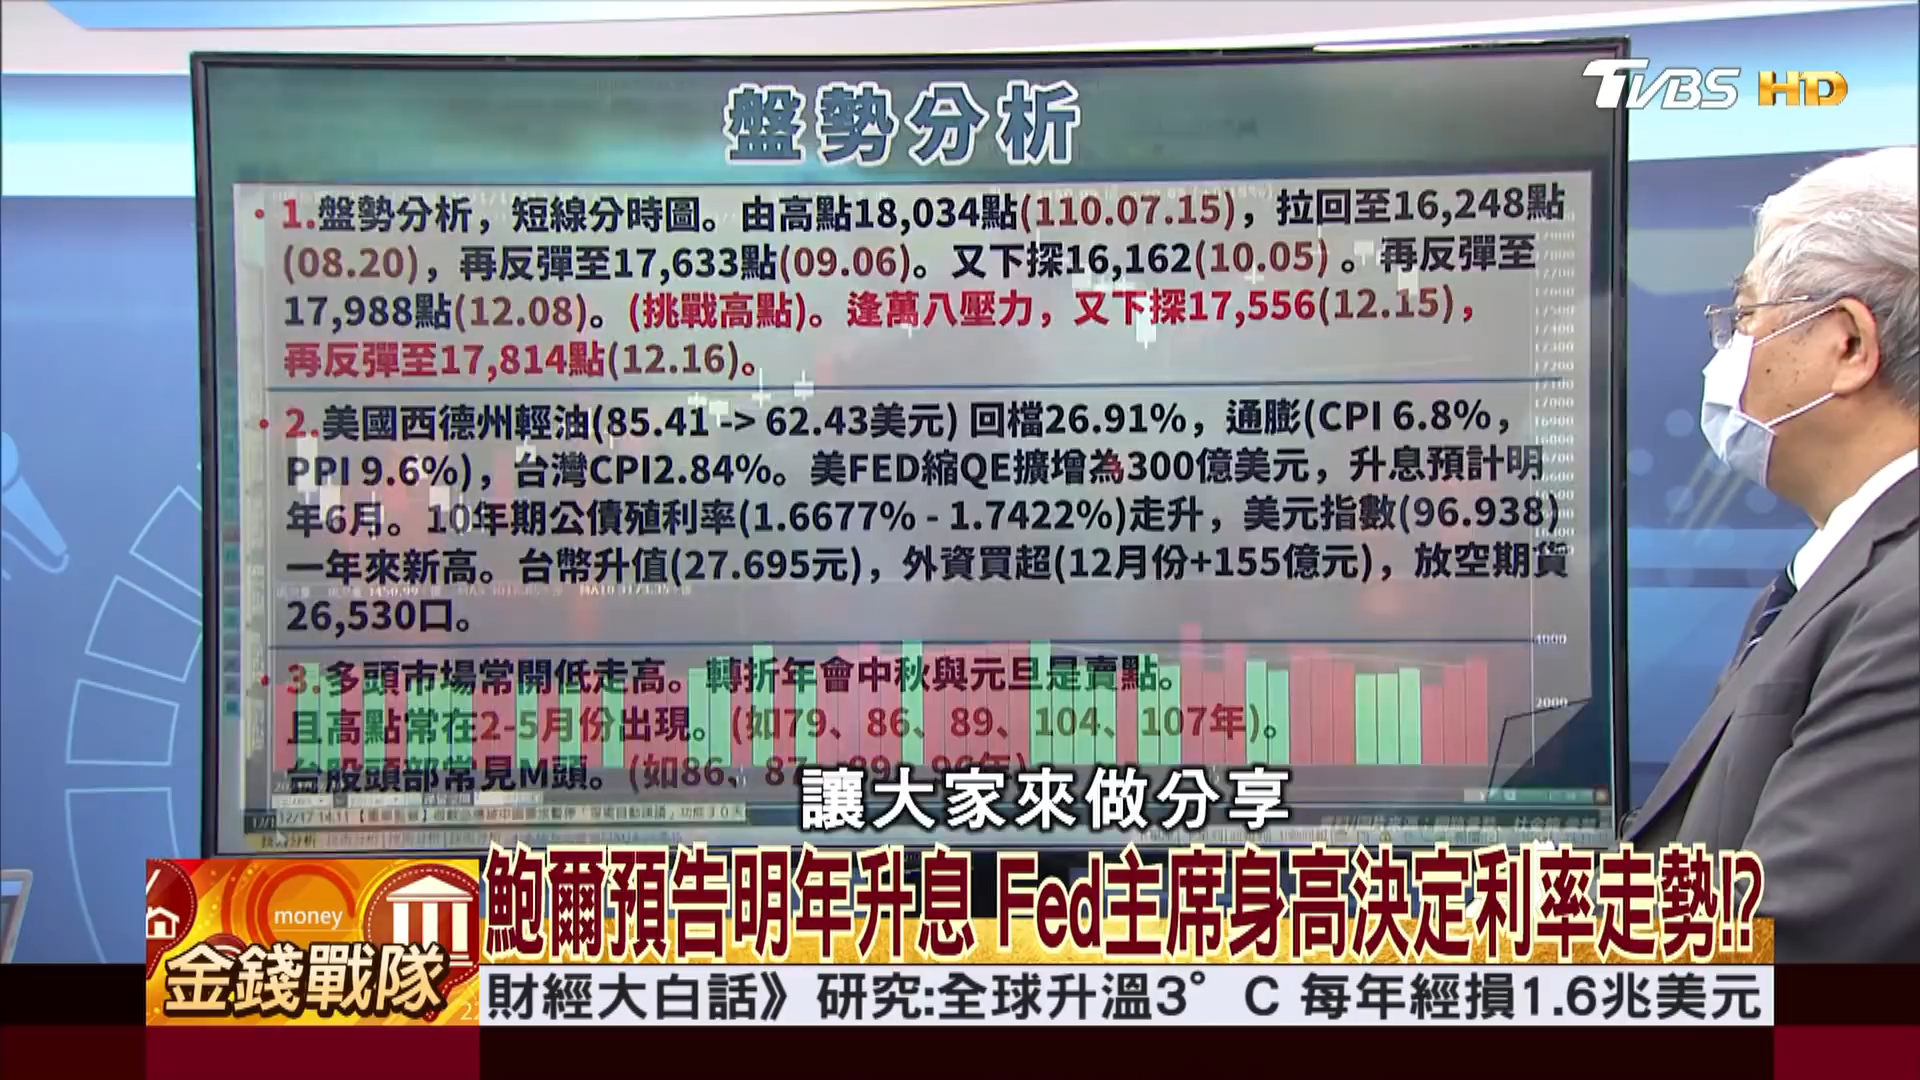 TVBS HD
盤勢分析
• 1.盤勢分析，短線分時圖。由高點18,034點(110.07.15)，拉回至16,248點
(08.20)，再反彈至17,633點(09.06)。又下探16,162(10.05)。再反彈至
17,988點(12.08)。(挑戰高點)。逢萬八壓力，又下探17,556(12.15)，
再反彈至17,814點(12.16)。
• 2.美國西德州輕油(85.41 -> 62.43美元) 回檔26.91%，通膨(CPI 6.8%，
PPI 9.6%)，台灣CPI2.84%。美FED縮QE擴增為300億美元，升息預計明
年6月。10年期公債殖利率(1.6677% - 1.7422%)走升，美元指數(96.938)
一年來新高。台幣升值(27.695元)，外資買超(12月份+155億元)，放空期貨
26,530口。
4000
• 3.多頭市場常開低走高。轉折年會中秋與元旦是賣點。
2000
且高點常在2-5月份出現。(如79、86、89、104、107年)。
台股頭部常見M頭。(如86、87
讓大家來做分享
money
金錢戰隊
鮑爾預告明年升息 Fed主席身高決定利率走勢!?
財經大白話》研究:全球升溫3°C 每年經損1.6兆美元